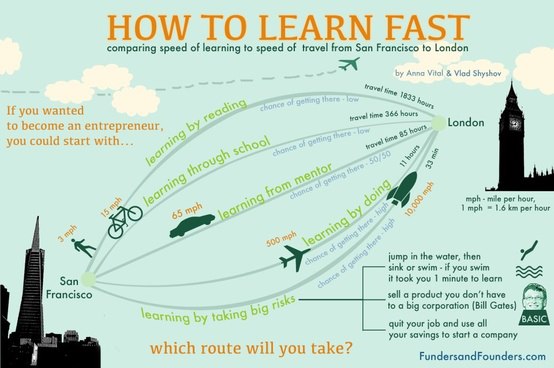 HOW TO LEARN FAST
comparing speed of learning to speed of travel from San Francisco to London
by Anna Vital & Vlad Shyshov
If you wanted
to become an entrepreneur,
you could start with...
learning by reading
chance of getting there - low
travel time 1833 hours
3 mph
learning through school
chance of getting there - low
travel time 366 hours
15 mph
learning from mentor
chance of getting there - 50/50
travel time 85 hours
65 mph
learning by doing
chance of getting there - high
11 hours
500 mph
learning by taking big risks
chance of getting there - high
33 min
10,000 mph
London
San
Francisco
mph - mile per hour,
1 mph = 1.6 km per hour
jump in the water, then
sink or swim - if you swim
it took you 1 minute to learn
sell a product you don't have
to a big corporation (Bill Gates)
BASIC
quit your job and use all
your savings to start a company
which route will you take?
FundersandFounders.com